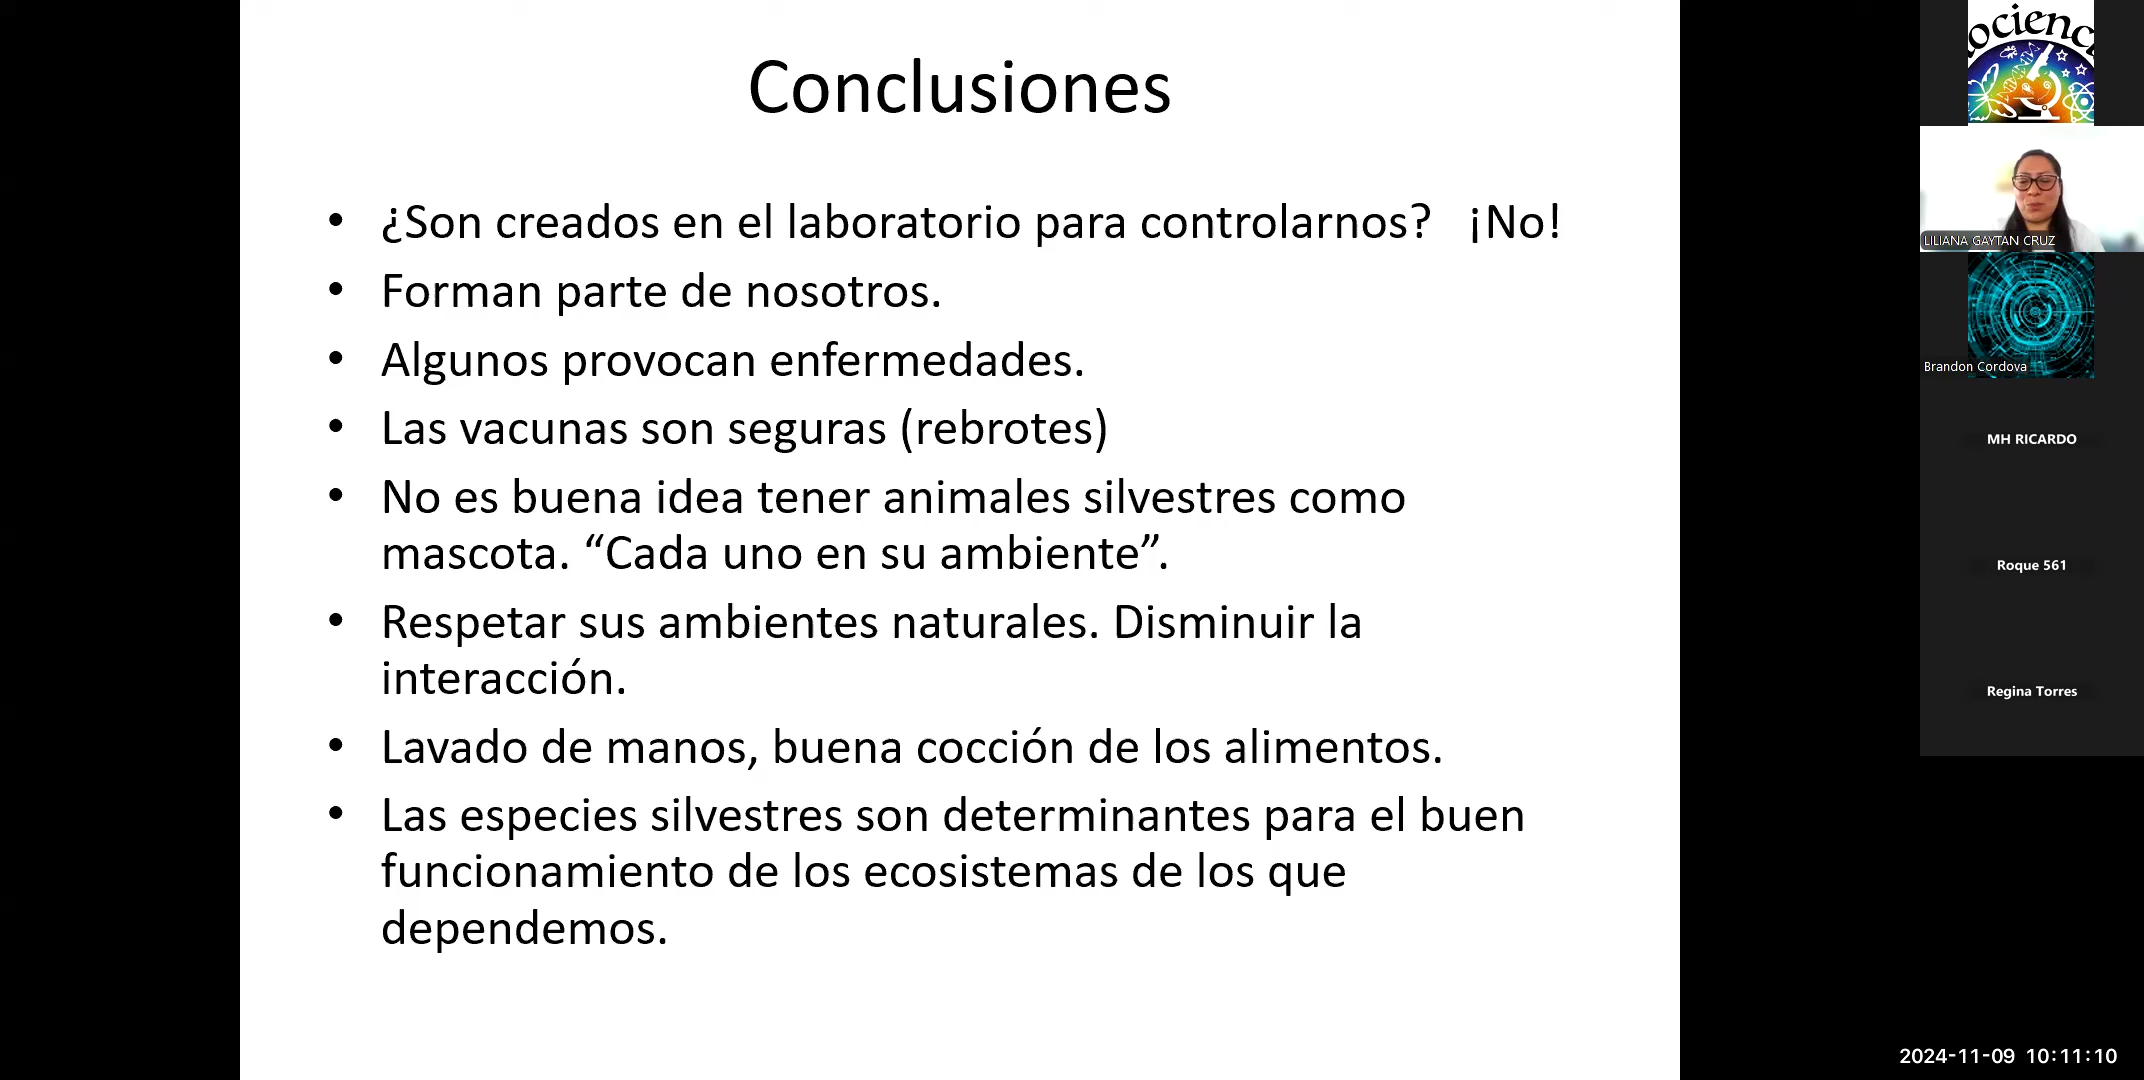 Conclusiones
• ¿Son creados en el laboratorio para controlarnos? ¡No!
• Forman parte de nosotros.
• Algunos provocan enfermedades.
• Las vacunas son seguras (rebrotes)
• No es buena idea tener animales silvestres como
mascota. “Cada uno en su ambiente”.
• Respetar sus ambientes naturales. Disminuir la
interacción.
• Lavado de manos, buena cocción de los alimentos.
• Las especies silvestres son determinantes para el buen
funcionamiento de los ecosistemas de los que
dependemos.
LILIANA GAYTAN CRUZ
Brandon Cordova
MH RICARDO
Roque 561
Regina Torres
2024-11-09 10:11:10